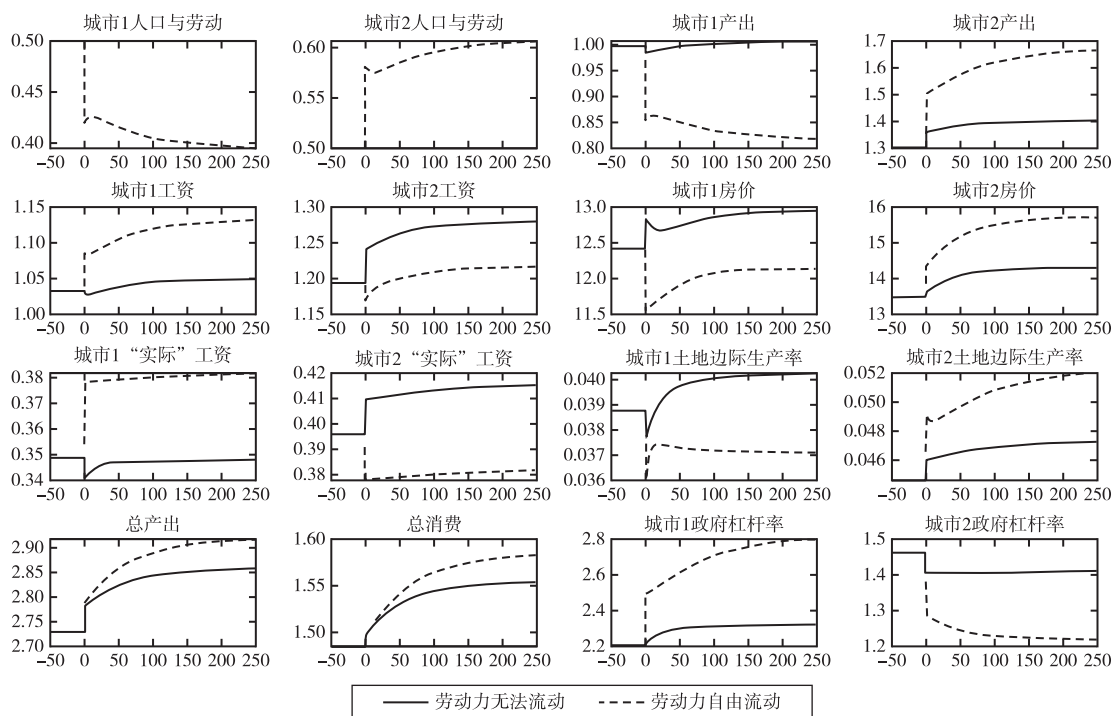 城市1人口与劳动 城市2人口与劳动 城市1产出 城市2产出
0.50 0.60 1.00 1.7
0.45 0.55 0.95 1.6
0.90 1.5
0.40 0.50 0.85 1.4
0.80 1.3
−50 0 50 100 150 200 250 −50 0 50 100 150 200 250 −50 0 50 100 150 200 250 −50 0 50 100 150 200 250
城市1工资 城市2工资 城市1房价 城市2房价
1.15 1.30 13.0 16
1.10 1.25 12.5 15
1.05 1.20 12.0 14
1.00 1.15 11.5 13
−50 0 50 100 150 200 250 −50 0 50 100 150 200 250 −50 0 50 100 150 200 250 −50 0 50 100 150 200 250
城市1“实际”工资 城市2“实际”工资 城市1土地边际生产率 城市2土地边际生产率
0.38 0.42 0.040 0.052
0.37 0.41 0.039 0.050
0.36 0.40 0.038 0.048
0.35 0.39 0.037 0.046
0.34 0.38 0.036
−50 0 50 100 150 200 250 −50 0 50 100 150 200 250 −50 0 50 100 150 200 250 −50 0 50 100 150 200 250
总产出 总消费 城市1政府杠杆率 城市2政府杠杆率
2.90 1.60 2.8 1.5
2.85 1.55 2.6 1.4
2.80 1.50 2.4 1.3
2.75 2.2 1.2
2.70
−50 0 50 100 150 200 250 −50 0 50 100 150 200 250 −50 0 50 100 150 200 250 −50 0 50 100 150 200 250
劳动力无法流动 劳动力自由流动